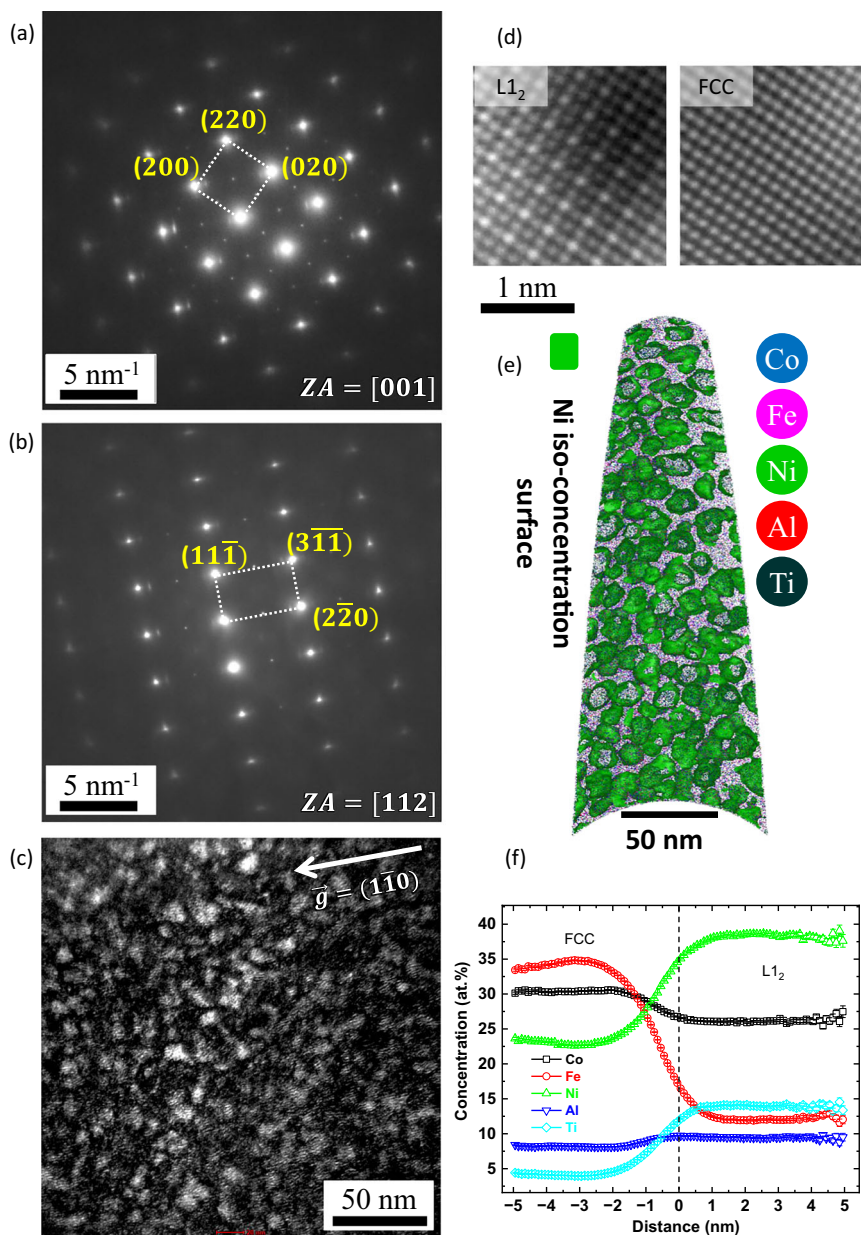 (a)
(220)
(200)
(020)
5 nm⁻¹
ZA = [001]
(b)
(111̅)
(31̅1̅)
(22̅0)
5 nm⁻¹
ZA = [112]
(c)
g⃗ = (11̅0)
50 nm
(d)
L1₂
FCC
1 nm
(e)
Ni iso-concentration
surface
Co
Fe
Ni
Al
Ti
50 nm
(f)
Concentration (at.%)
40
35
30
25
20
15
10
5
FCC
L1₂
Co
Fe
Ni
Al
Ti
−5 −4 −3 −2 −1 0 1 2 3 4 5
Distance (nm)